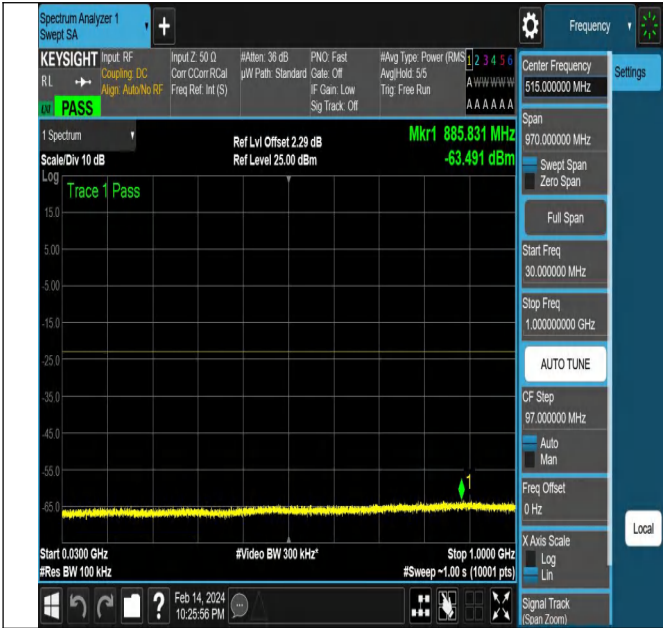 Spectrum Analyzer 1
Swept SA
Frequency
KEYSIGHT
RL
PASS
Input: RF
Coupling: DC
Align: Auto/No RF
Input Z: 50 Ω
Corr CCorr RCal
Freq Ref: Int (S)
#Atten: 36 dB
µW Path: Standard
PNO: Fast
Gate: Off
IF Gain: Low
Sig Track: Off
#Avg Type: Power (RMS
Avg|Hold: 5/5
Trig: Free Run
1 2 3 4 5 6
A W W W W W
A A A A A A
Center Frequency
515.000000 MHz
Settings
1 Spectrum
Scale/Div 10 dB
Ref Lvl Offset 2.29 dB
Ref Level 25.00 dBm
Mkr1 885.831 MHz
-63.491 dBm
Log
Trace 1 Pass
15.0
5.00
-5.00
-15.0
-25.0
-35.0
-45.0
-55.0
-65.0
1
Start 0.0300 GHz
#Res BW 100 kHz
#Video BW 300 kHz*
Stop 1.0000 GHz
#Sweep ~1.00 s (10001 pts)
Span
970.000000 MHz
Swept Span
Zero Span
Full Span
Start Freq
30.000000 MHz
Stop Freq
1.000000000 GHz
AUTO TUNE
CF Step
97.000000 MHz
Auto
Man
Freq Offset
0 Hz
X Axis Scale
Log
Lin
Signal Track
(Span Zoom)
Local
?
Feb 14, 2024
10:25:56 PM